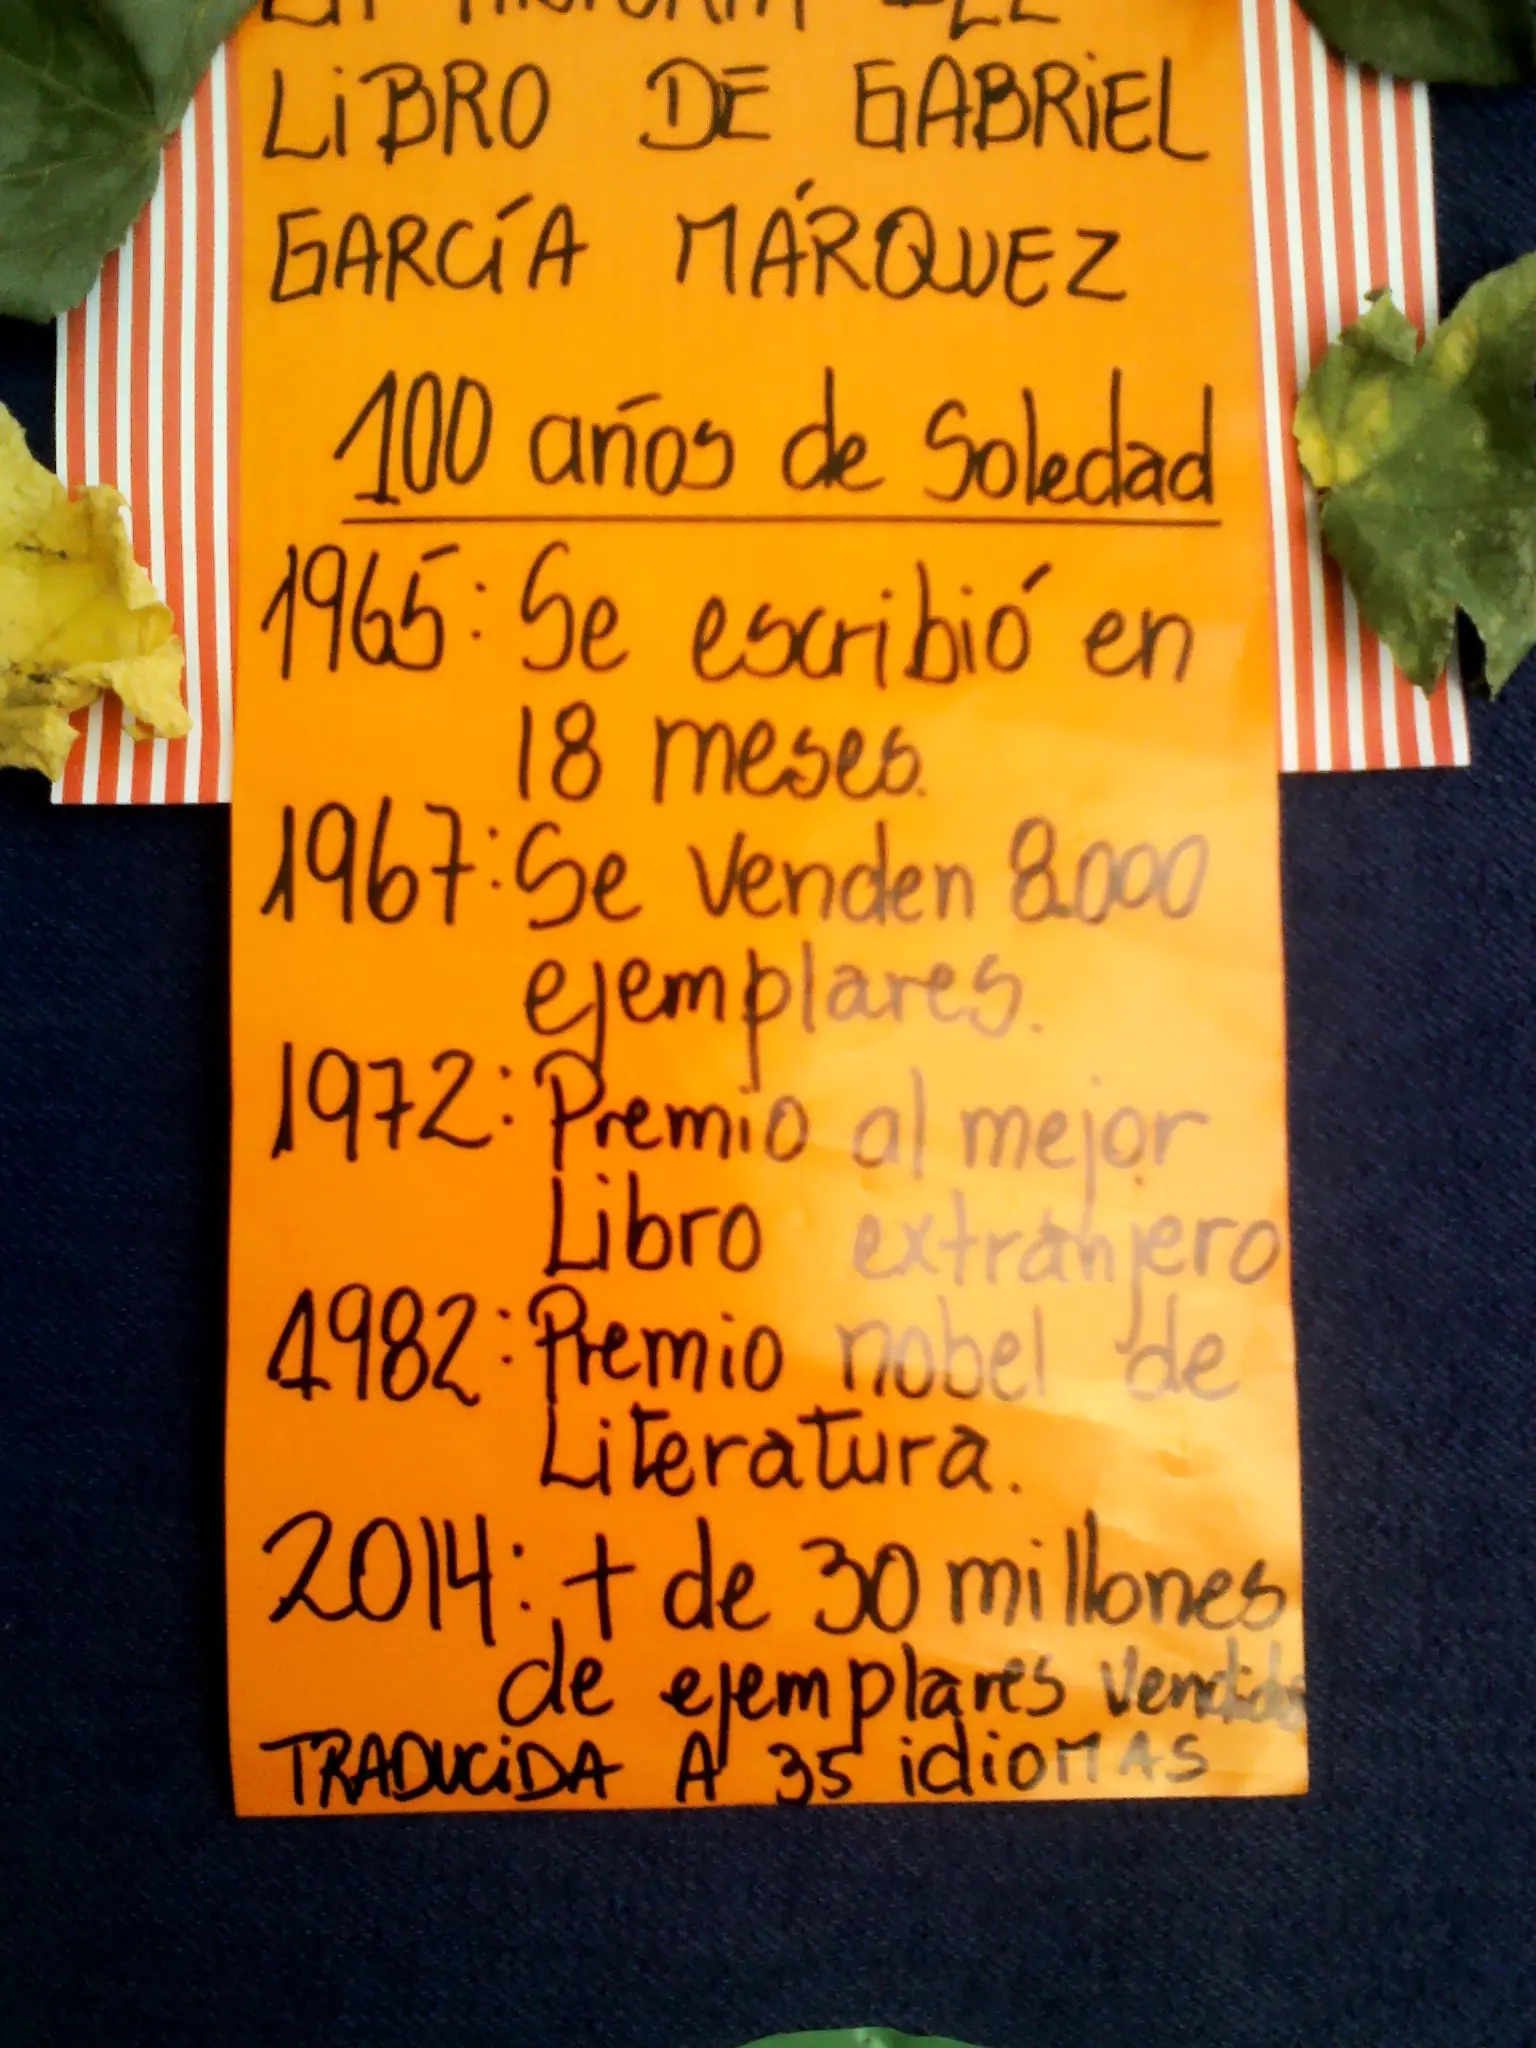 LiBRO DE GABRiEL
GARCÍA MÁRQUEZ
100 años de Soledad
1965: Se escribió en
18 meses.
1967: Se Venden 8.000
ejemplares.
1972: Premio al mejor
Libro extranjero
1982: Premio nobel de
Literatura.
2014: + de 30 millones
de ejemplares Vendidos
TRADUCiDA A 35 idioMAS